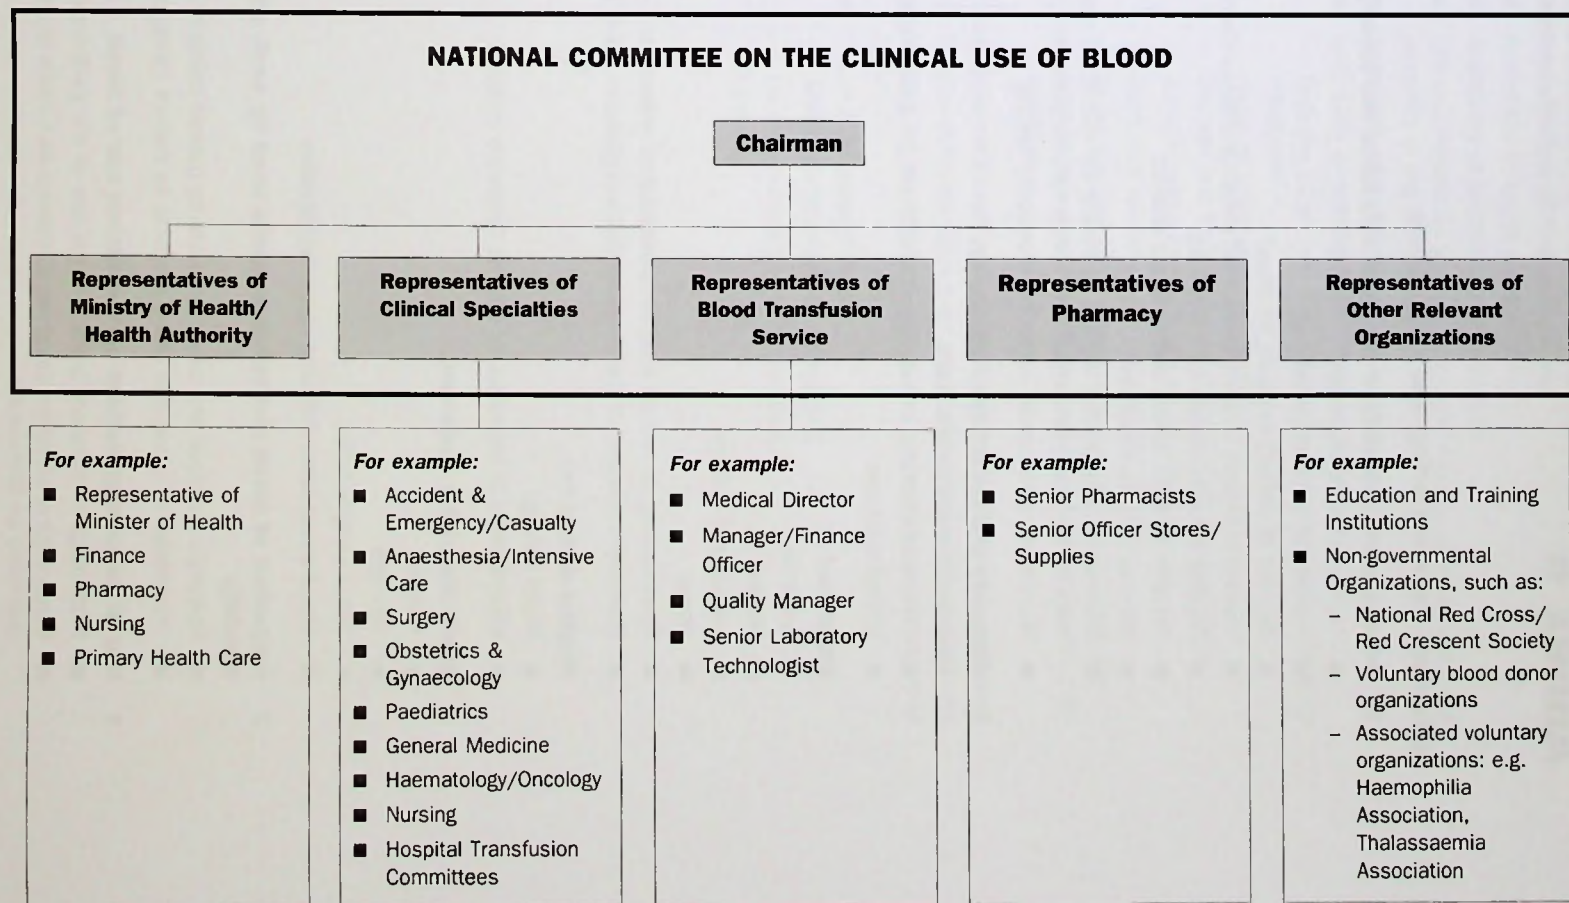 NATIONAL COMMITTEE ON THE CLINICAL USE OF BLOOD
Chairman
Representatives of
Ministry of Health/
Health Authority
Representatives of
Clinical Specialties
Representatives of
Blood Transfusion
Service
Representatives of
Pharmacy
Representatives of
Other Relevant
Organizations
For example:
■ Representative of
Minister of Health
■ Finance
■ Pharmacy
■ Nursing
■ Primary Health Care
For example:
■ Accident &
Emergency/Casualty
■ Anaesthesia/Intensive
Care
■ Surgery
■ Obstetrics &
Gynaecology
■ Paediatrics
■ General Medicine
■ Haematology/Oncology
■ Nursing
■ Hospital Transfusion
Committees
For example:
■ Medical Director
■ Manager/Finance
Officer
■ Quality Manager
■ Senior Laboratory
Technologist
For example:
■ Senior Pharmacists
■ Senior Officer Stores/
Supplies
For example:
■ Education and Training
Institutions
■ Non-governmental
Organizations, such as:
– National Red Cross/
Red Crescent Society
– Voluntary blood donor
organizations
– Associated voluntary
organizations: e.g.
Haemophilia
Association,
Thalassaemia
Association